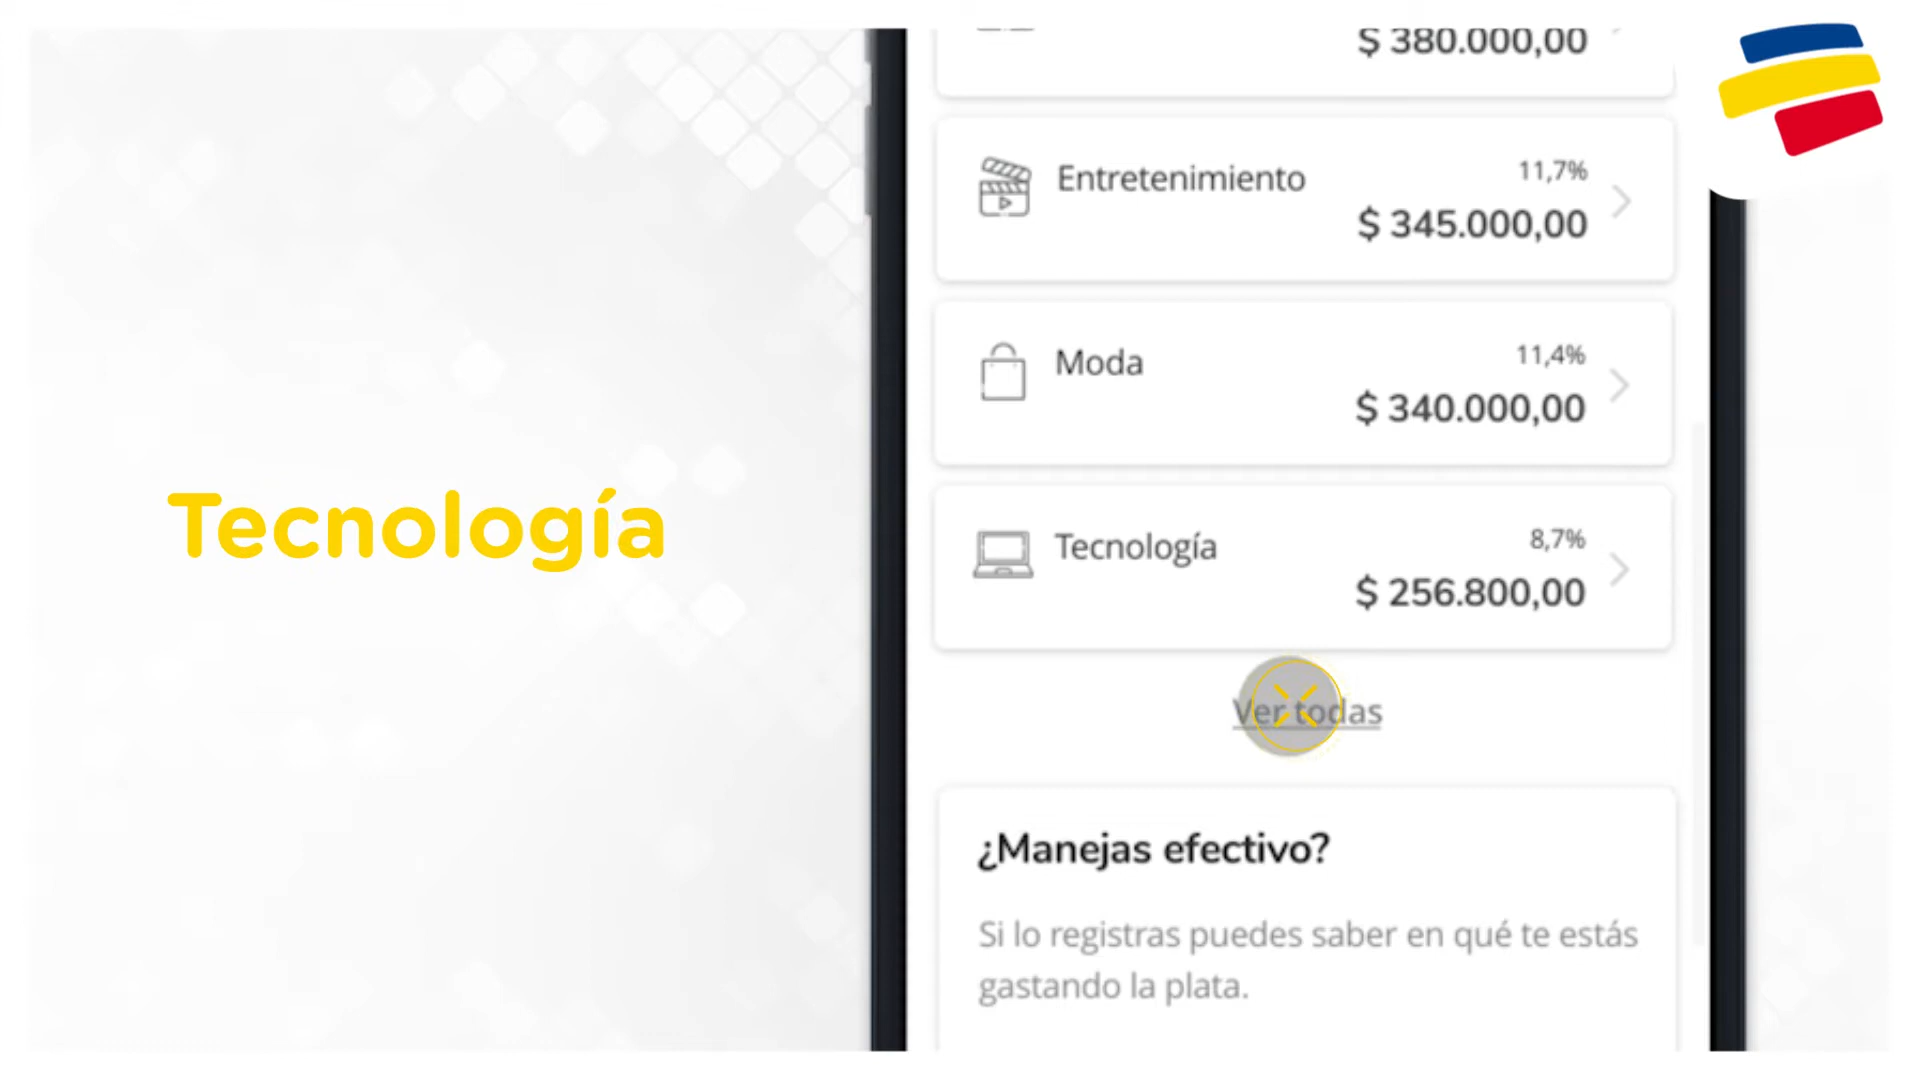 Tecnología
$ 380.000,00
Entretenimiento
11,7%
$ 345.000,00
Moda
11,4%
$ 340.000,00
Tecnología
8,7%
$ 256.800,00
Ver todas
¿Manejas efectivo?
Si lo registras puedes saber en qué te estás
gastando la plata.